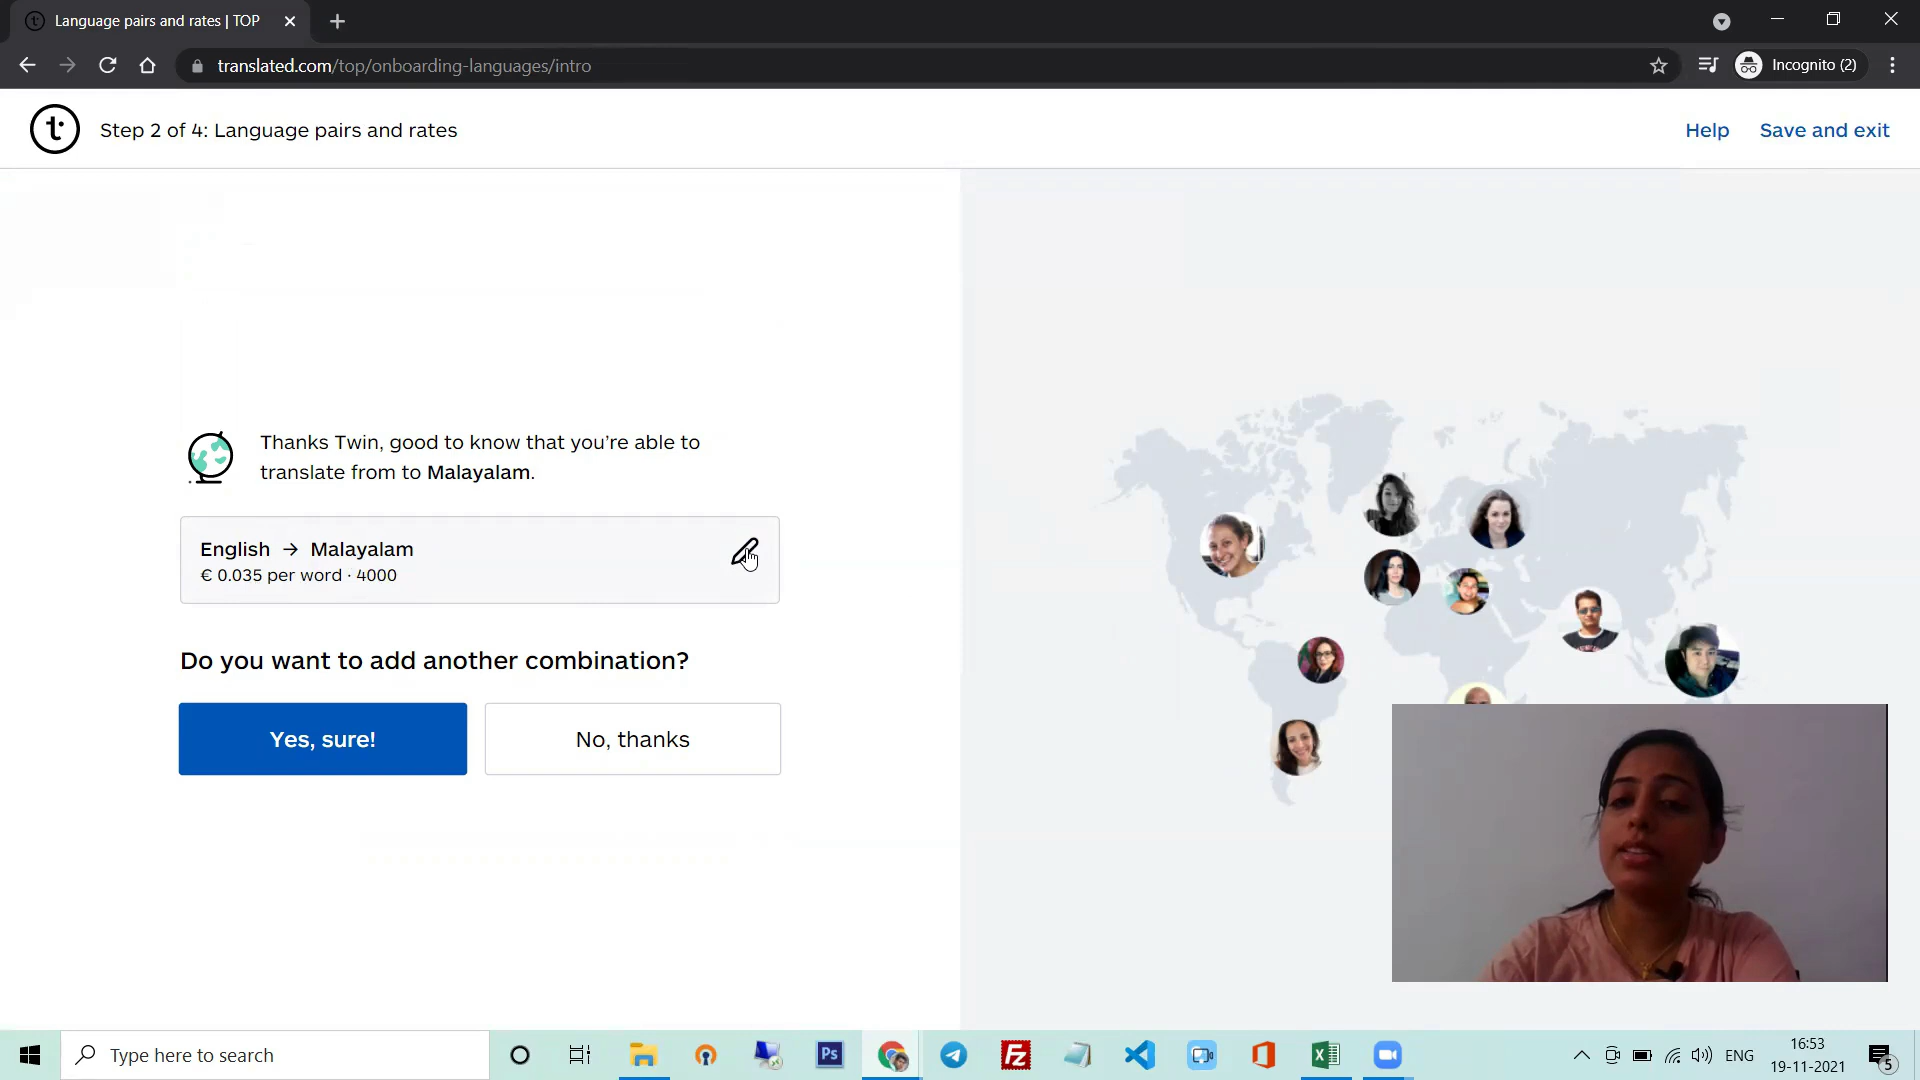 Language pairs and rates | TOP
translated.com/top/onboarding-languages/intro
Incognito (2)
Step 2 of 4: Language pairs and rates
Help
Save and exit
Thanks Twin, good to know that you’re able to
translate from to Malayalam.
English → Malayalam
€ 0.035 per word · 4000
Do you want to add another combination?
Yes, sure!
No, thanks
Type here to search
Ps
Fz
ENG
16:53
19-11-2021
5